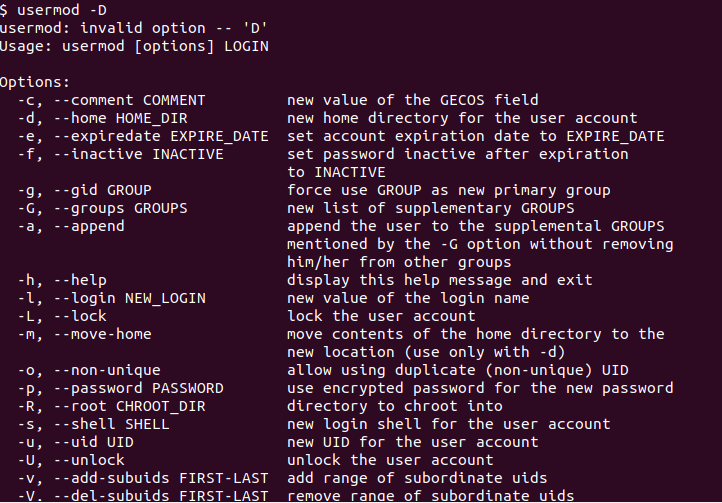 $ usermod -D
usermod: invalid option -- 'D'
Usage: usermod [options] LOGIN

Options:
  -c, --comment COMMENT         new value of the GECOS field
  -d, --home HOME_DIR           new home directory for the user account
  -e, --expiredate EXPIRE_DATE  set account expiration date to EXPIRE_DATE
  -f, --inactive INACTIVE       set password inactive after expiration
                                to INACTIVE
  -g, --gid GROUP               force use GROUP as new primary group
  -G, --groups GROUPS           new list of supplementary GROUPS
  -a, --append                  append the user to the supplemental GROUPS
                                mentioned by the -G option without removing
                                him/her from other groups
  -h, --help                    display this help message and exit
  -l, --login NEW_LOGIN         new value of the login name
  -L, --lock                    lock the user account
  -m, --move-home               move contents of the home directory to the
                                new location (use only with -d)
  -o, --non-unique              allow using duplicate (non-unique) UID
  -p, --password PASSWORD       use encrypted password for the new password
  -R, --root CHROOT_DIR         directory to chroot into
  -s, --shell SHELL             new login shell for the user account
  -u, --uid UID                 new UID for the user account
  -U, --unlock                  unlock the user account
  -v, --add-subuids FIRST-LAST  add range of subordinate uids
  -V, --del-subuids FIRST-LAST  remove range of subordinate uids